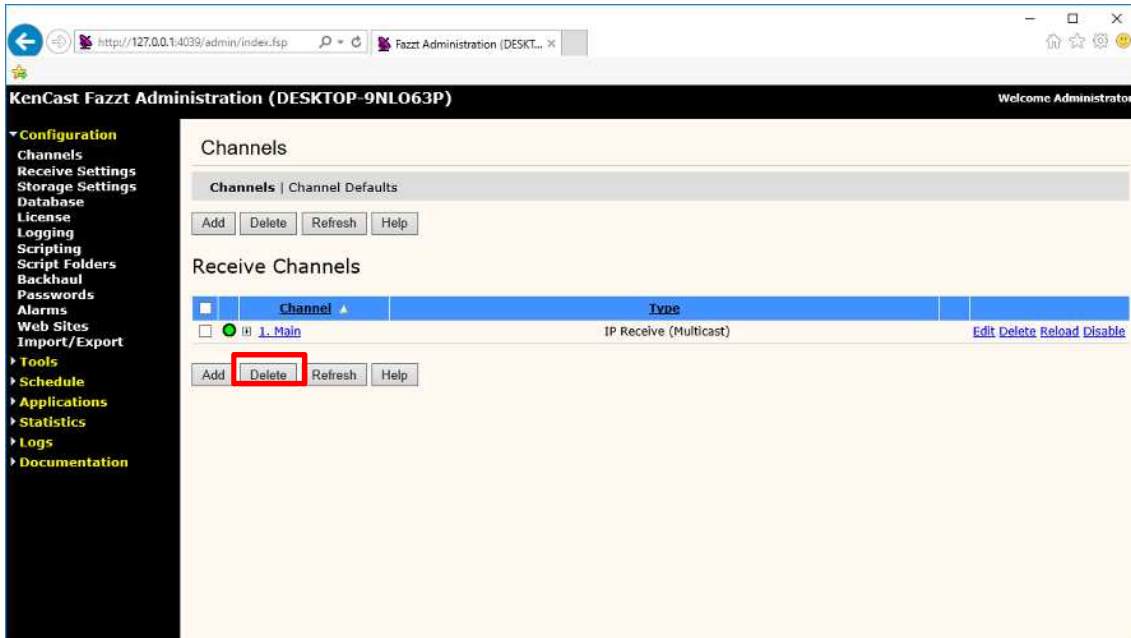 http://127.0.0.1:4039/admin/index.fsp
Fazzt Administration (DESKT...
KenCast Fazzt Administration (DESKTOP-9NLO63P)
Welcome Administrator
Configuration
Channels
Receive Settings
Storage Settings
Database
License
Logging
Scripting
Script Folders
Backhaul
Passwords
Alarms
Web Sites
Import/Export
Tools
Schedule
Applications
Statistics
Logs
Documentation
Channels
Channels | Channel Defaults
Add Delete Refresh Help
Receive Channels
Channel Type
1. Main IP Receive (Multicast) Edit Delete Reload Disable
Add Delete Refresh Help